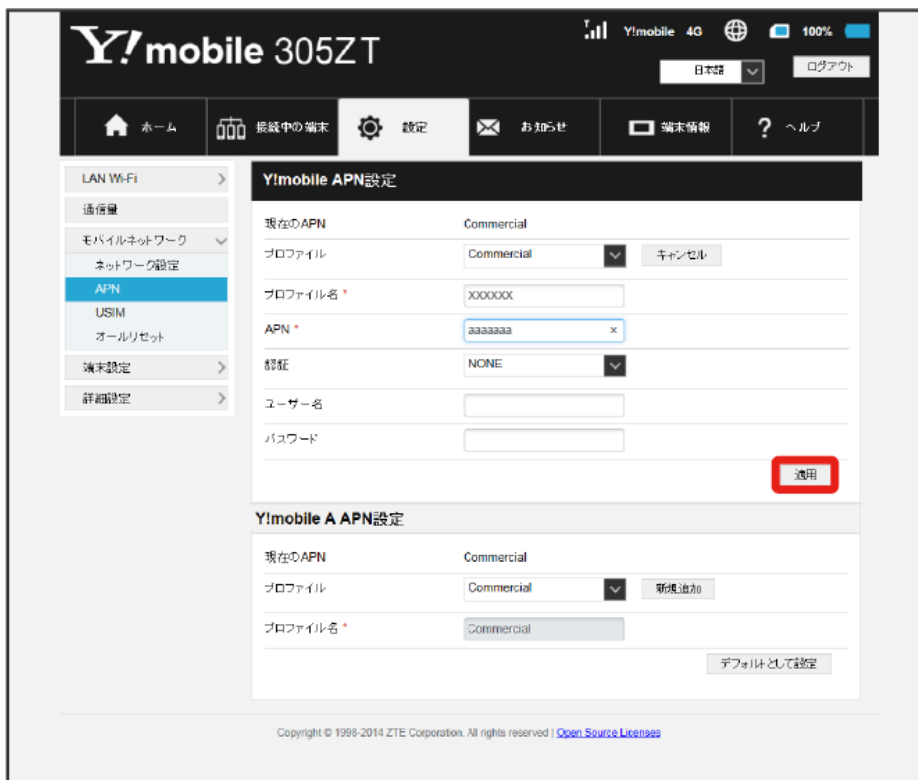 Y!mobile 4G 100%
Y!mobile 305ZT
日本語 ログアウト
ホーム 接続中の端末 設定 お知らせ 端末情報 ? ヘルプ
LAN Wi-Fi
通信量
モバイルネットワーク
ネットワーク設定
APN
USIM
オールリセット
端末設定
詳細設定
Y!mobile APN設定
現在のAPN Commercial
プロファイル Commercial キャンセル
プロファイル名 * XXXXXX
APN * aaaaaaa ×
認証 NONE
ユーザー名
パスワード
適用
Y!mobile A APN設定
現在のAPN Commercial
プロファイル Commercial 新規追加
プロファイル名 * Commercial
デフォルトとして設定
Copyright © 1998-2014 ZTE Corporation. All rights reserved | Open Source Licenses